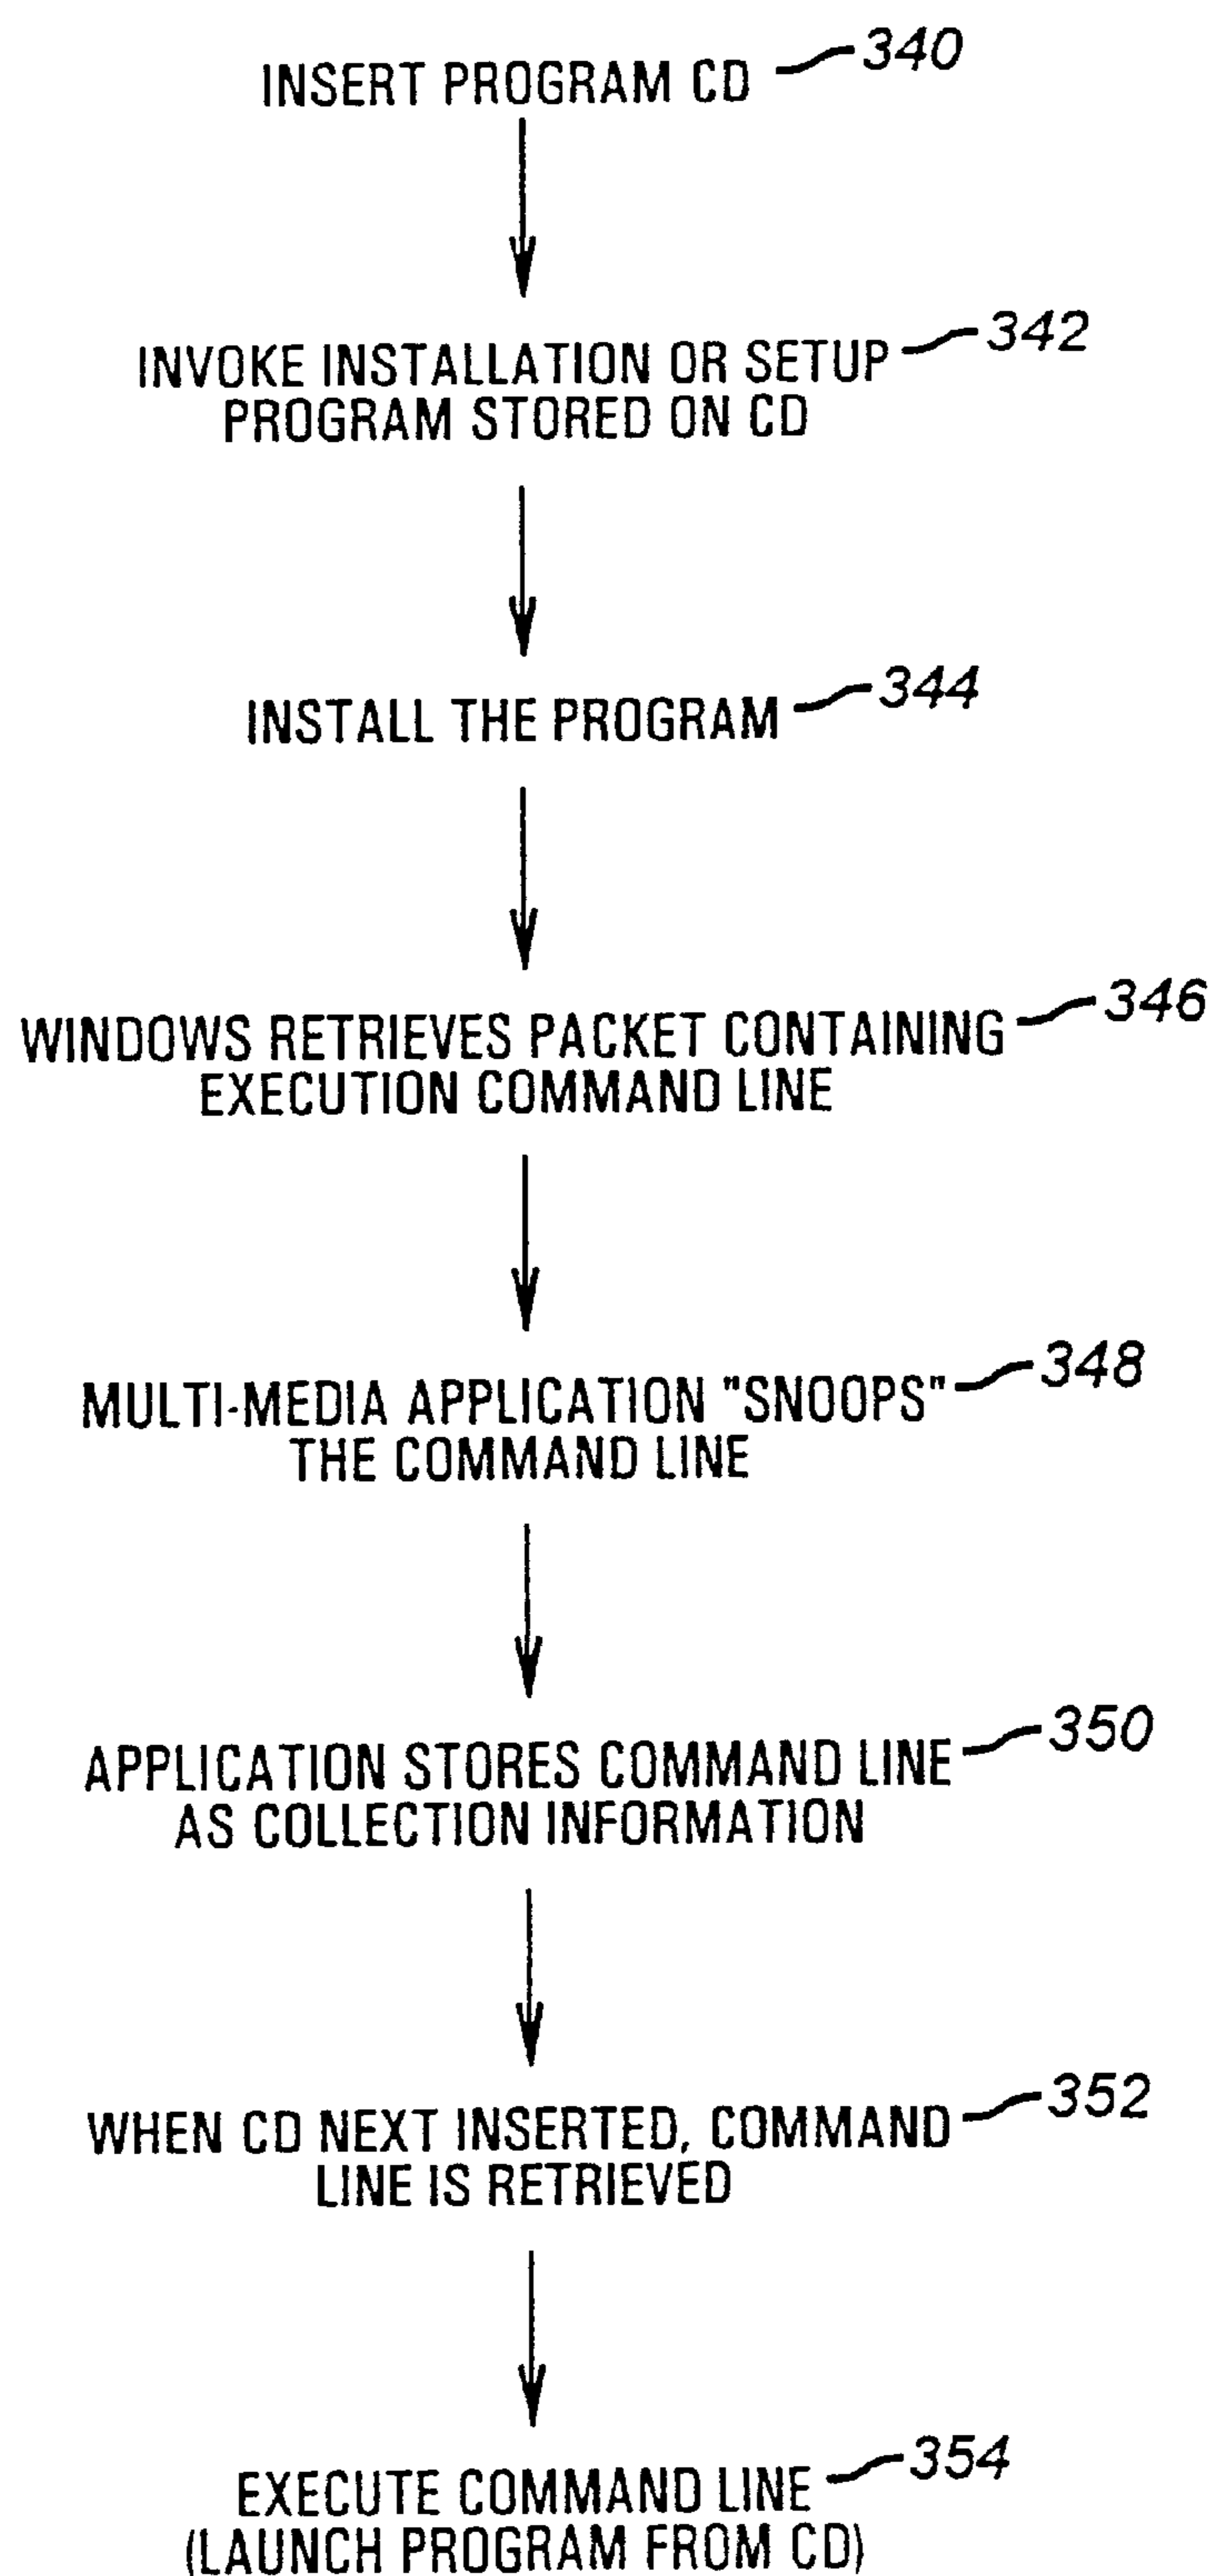 INSERT PROGRAM CD 340
INVOKE INSTALLATION OR SETUP 342
PROGRAM STORED ON CD
INSTALL THE PROGRAM 344
WINDOWS RETRIEVES PACKET CONTAINING 346
EXECUTION COMMAND LINE
MULTI-MEDIA APPLICATION "SNOOPS" 348
THE COMMAND LINE
APPLICATION STORES COMMAND LINE 350
AS COLLECTION INFORMATION
WHEN CD NEXT INSERTED, COMMAND 352
LINE IS RETRIEVED
EXECUTE COMMAND LINE 354
(LAUNCH PROGRAM FROM CD)